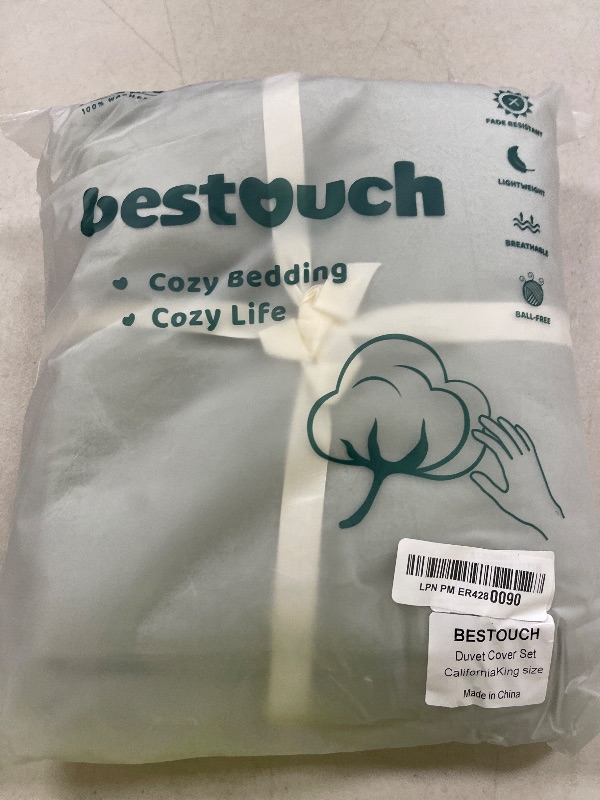 100%
FADE RESISTANT
LIGHTWEIGHT
BREATHABLE
BALL-FREE
bestouch
Cozy Bedding
Cozy Life
LPN PM ER4280090
BESTOUCH
Duvet Cover Set
CaliforniaKing size
Made in China